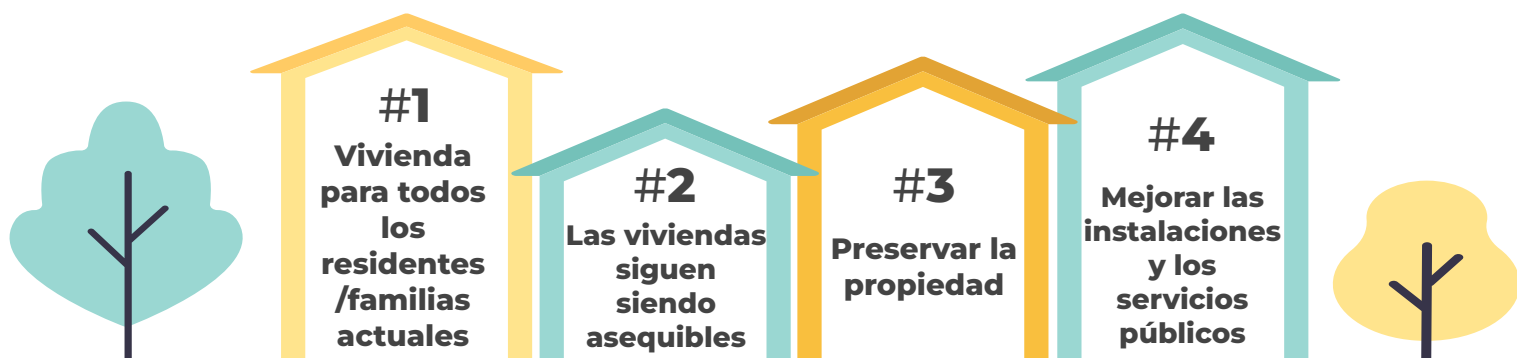 #1
Vivienda
para todos
los
residentes
/familias
actuales
#2
Las viviendas
siguen
siendo
asequibles
#3
Preservar la
propiedad
#4
Mejorar las
instalaciones
y los
servicios
públicos